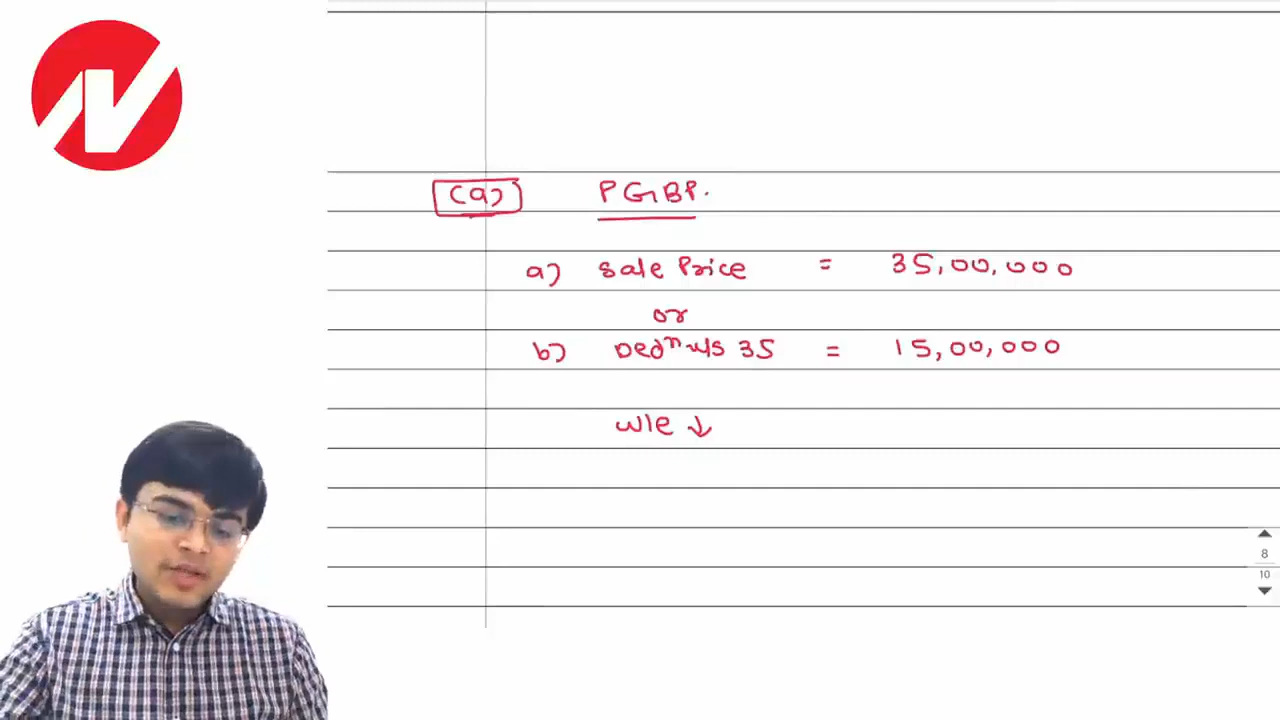 (a) PGBP.
a) Sale Price = 35,00,000
or
b) Dedⁿ u/s 35 = 15,00,000
w/e ↓
8
10